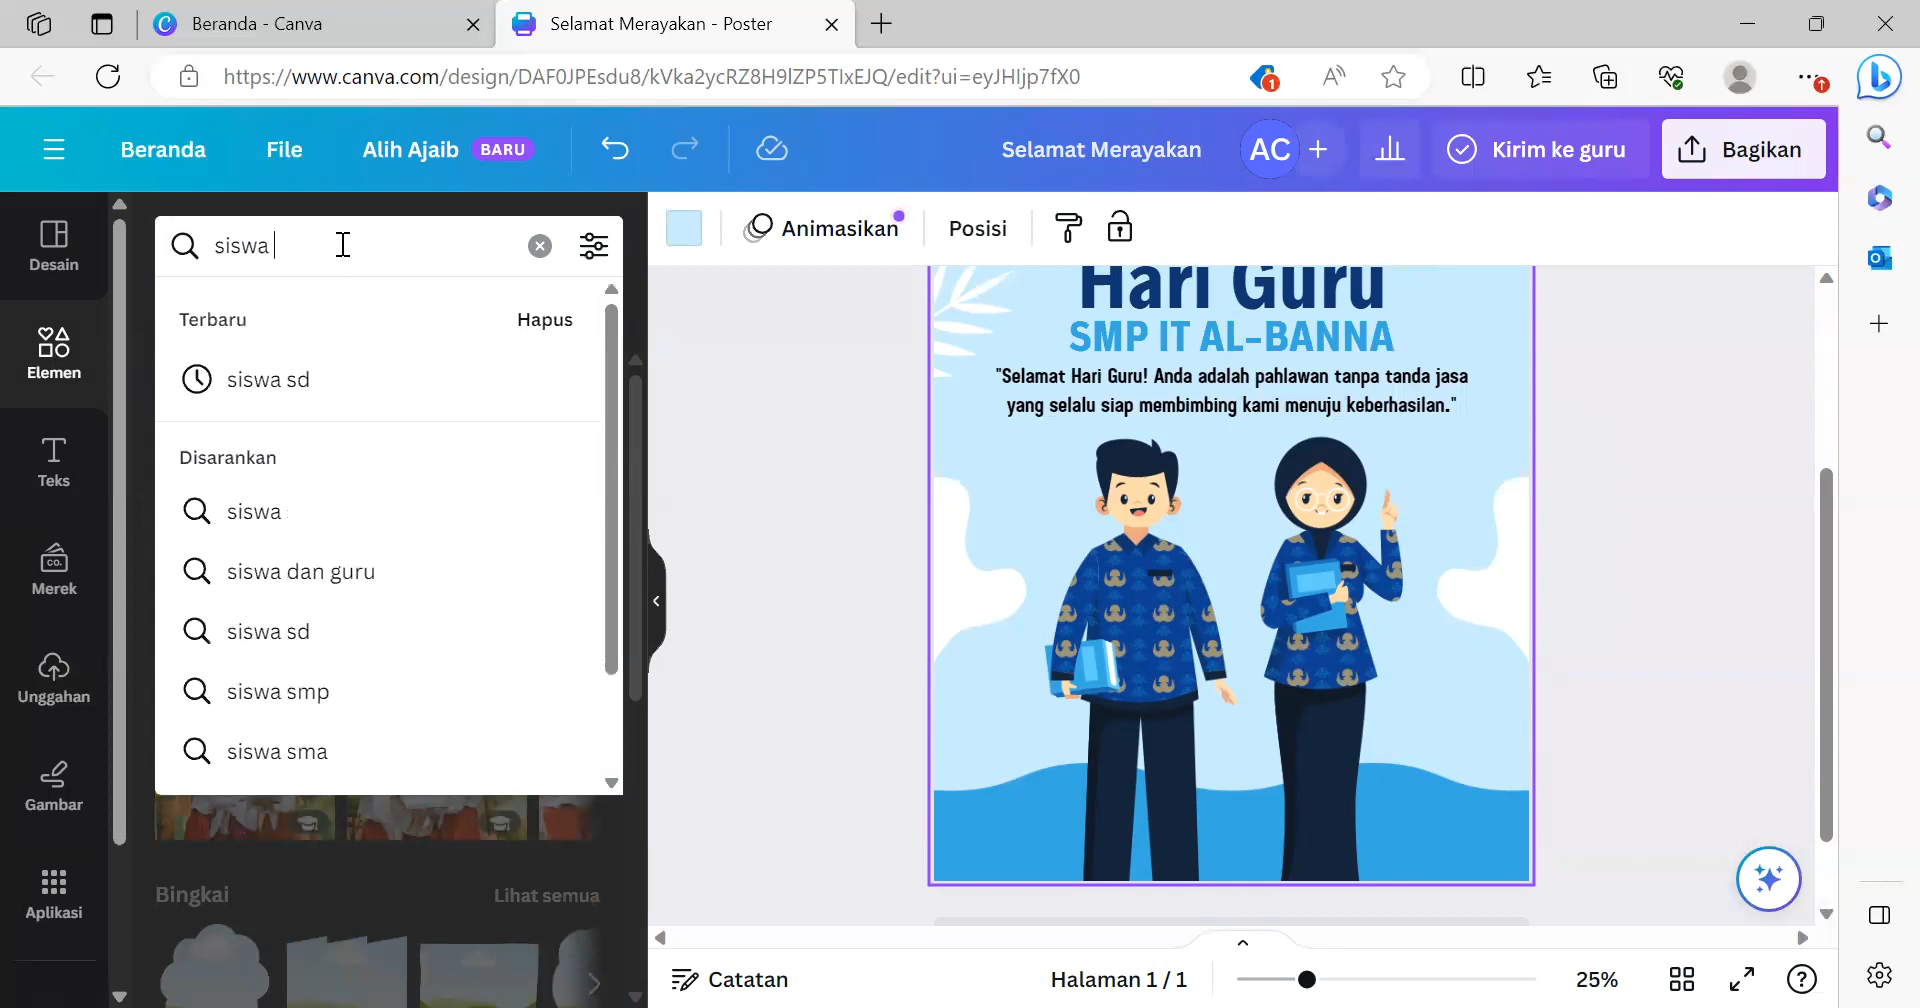 Beranda - Canva
Selamat Merayakan - Poster
https://www.canva.com/design/DAF0JPEsdu8/kVka2ycRZ8H9lZP5TIxEJQ/edit?ui=eyJHIjp7fX0
1
Beranda
File
Alih Ajaib BARU
Selamat Merayakan
AC
Kirim ke guru
Bagikan
Desain
Elemen
Teks
CO.
Merek
Unggahan
Gambar
Aplikasi
siswa
Terbaru
Hapus
siswa sd
Disarankan
siswa
siswa dan guru
siswa sd
siswa smp
siswa sma
Bingkai
Lihat semua
Animasikan
Posisi
Hari Guru
SMP IT AL-BANNA
"Selamat Hari Guru! Anda adalah pahlawan tanpa tanda jasa
yang selalu siap membimbing kami menuju keberhasilan."
Catatan
Halaman 1 / 1
25%